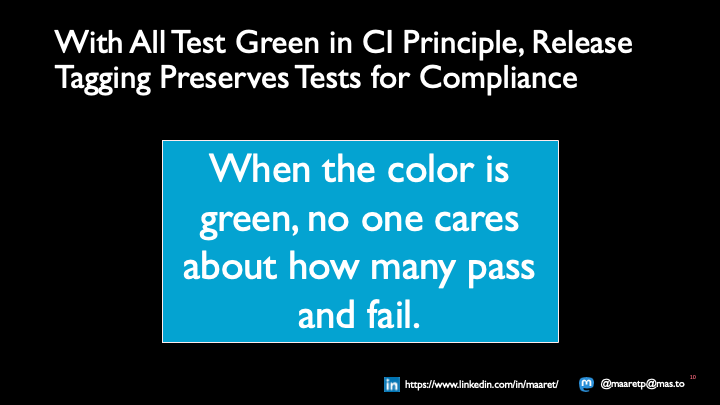 With All Test Green in CI Principle, Release
Tagging Preserves Tests for Compliance
When the color is
green, no one cares
about how many pass
and fail.
in https://www.linkedin.com/in/maaret/ @maaretp@mas.to 10